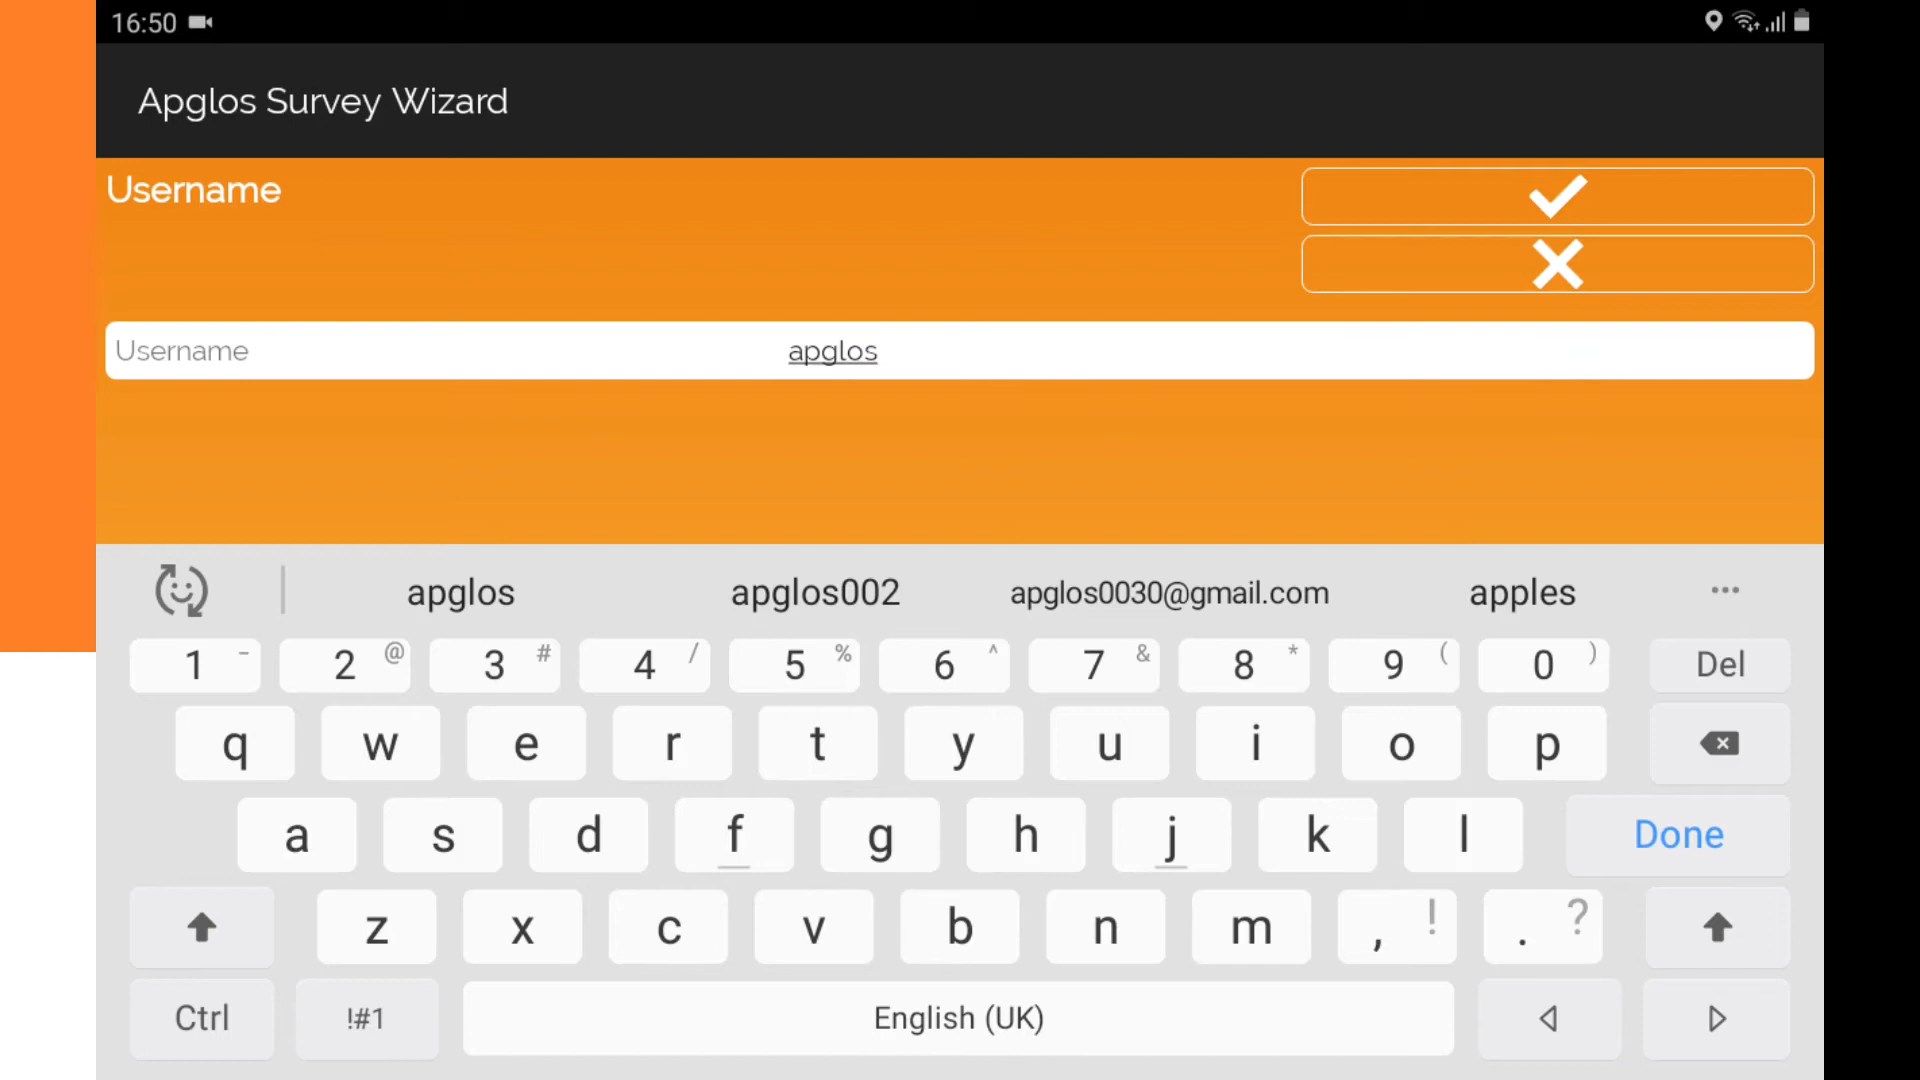 16:50
Apglos Survey Wizard
Username
Username apglos
apglos apglos002 apglos0030@gmail.com apples ...
1 - 2 @ 3 # 4 / 5 % 6 ^ 7 & 8 * 9 ( 0 ) Del
q w e r t y u i o p
a s d f g h j k l Done
z x c v b n m , ! . ?
Ctrl !#1 English (UK)